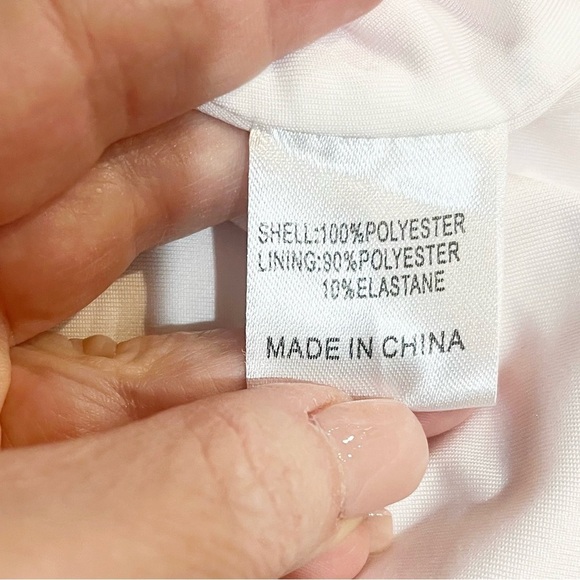 SHELL:100%POLYESTER
LINING:90%POLYESTER
10%ELASTANE
MADE IN CHINA